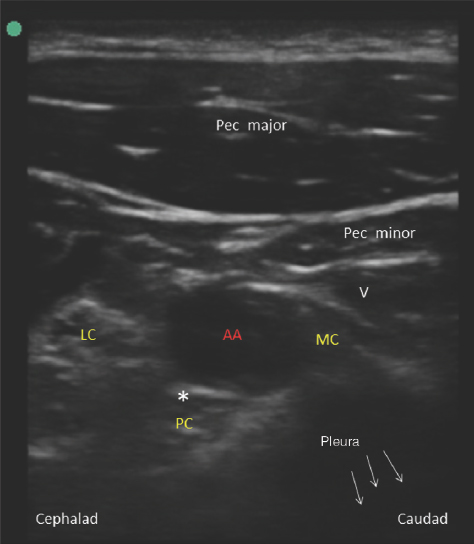 Pec major
Pec minor
V
LC
AA
MC
*
PC
Pleura
Cephalad
Caudad